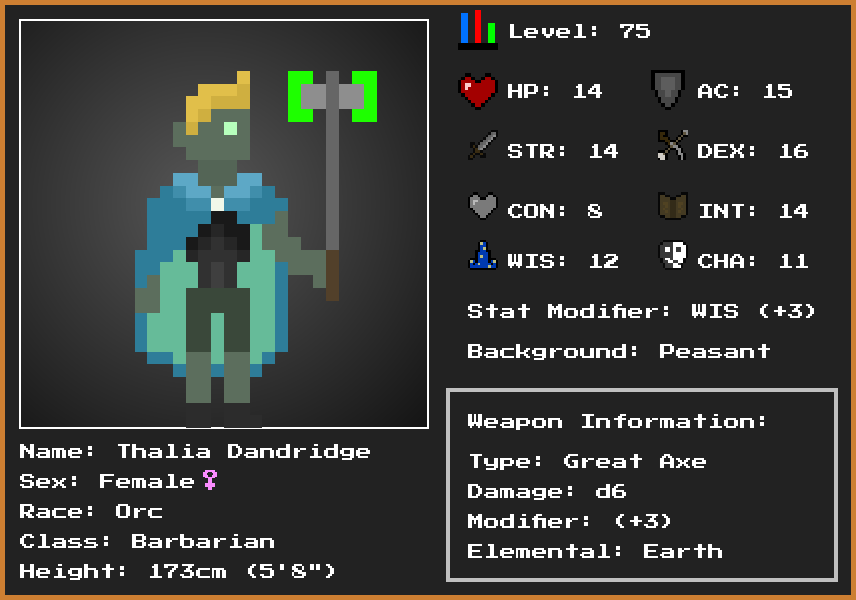 Level: 75
HP: 14
AC: 15
STR: 14
DEX: 16
CON: 8
INT: 14
WIS: 12
CHA: 11
Stat Modifier: WIS (+3)
Background: Peasant
Weapon Information:
Type: Great Axe
Damage: d6
Modifier: (+3)
Elemental: Earth
Name: Thalia Dandridge
Sex: Female♀
Race: Orc
Class: Barbarian
Height: 173cm (5'8")